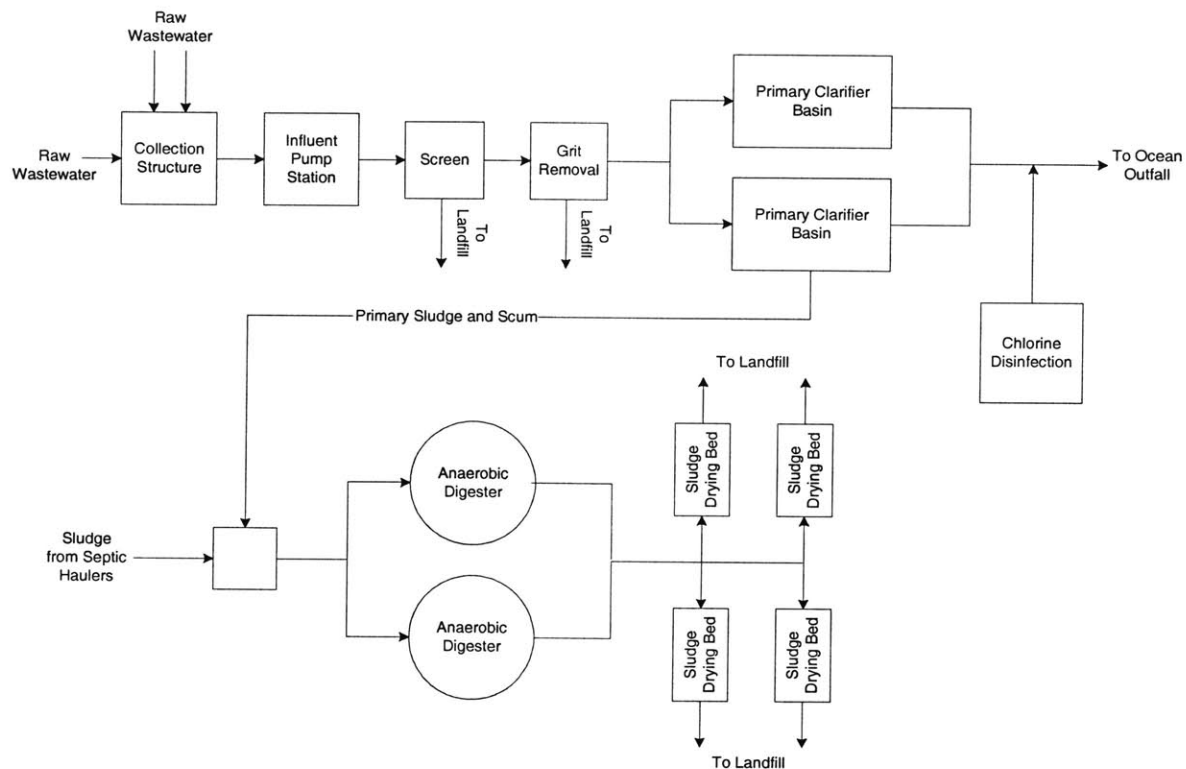 Raw
Wastewater
Raw
Wastewater
Collection
Structure
Influent
Pump
Station
Screen
Grit
Removal
To
Landfill
To
Landfill
Primary Clarifier
Basin
Primary Clarifier
Basin
To Ocean
Outfall
Primary Sludge and Scum
Chlorine
Disinfection
To Landfill
Sludge
Drying Bed
Sludge
Drying Bed
Anaerobic
Digester
Sludge
from Septic
Haulers
Anaerobic
Digester
Sludge
Drying Bed
Sludge
Drying Bed
To Landfill